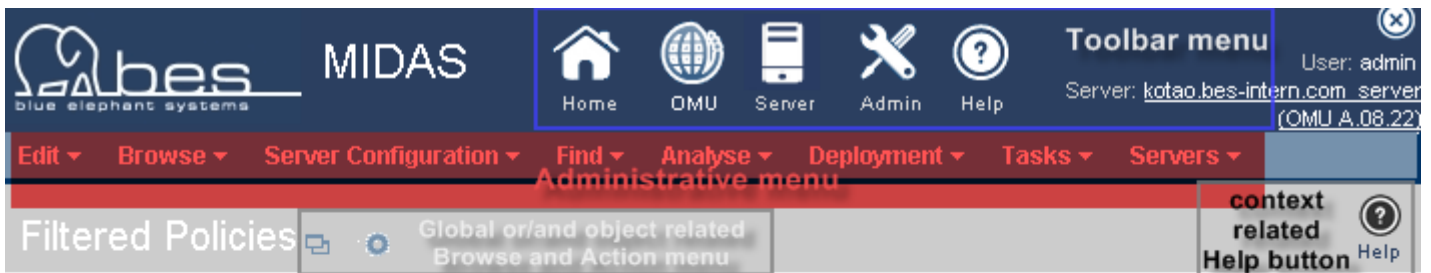 bes
blue elephant systems
MIDAS
Home OMU Server Admin Help
Toolbar menu
User: admin
Server: kotao.bes-intern.com_server
(OMU A.08.22)
Edit Browse Server Configuration Find Analyse Deployment Tasks Servers
Administrative menu
Filtered Policies
Global or/and object related
Browse and Action menu
context
related
Help button
Help